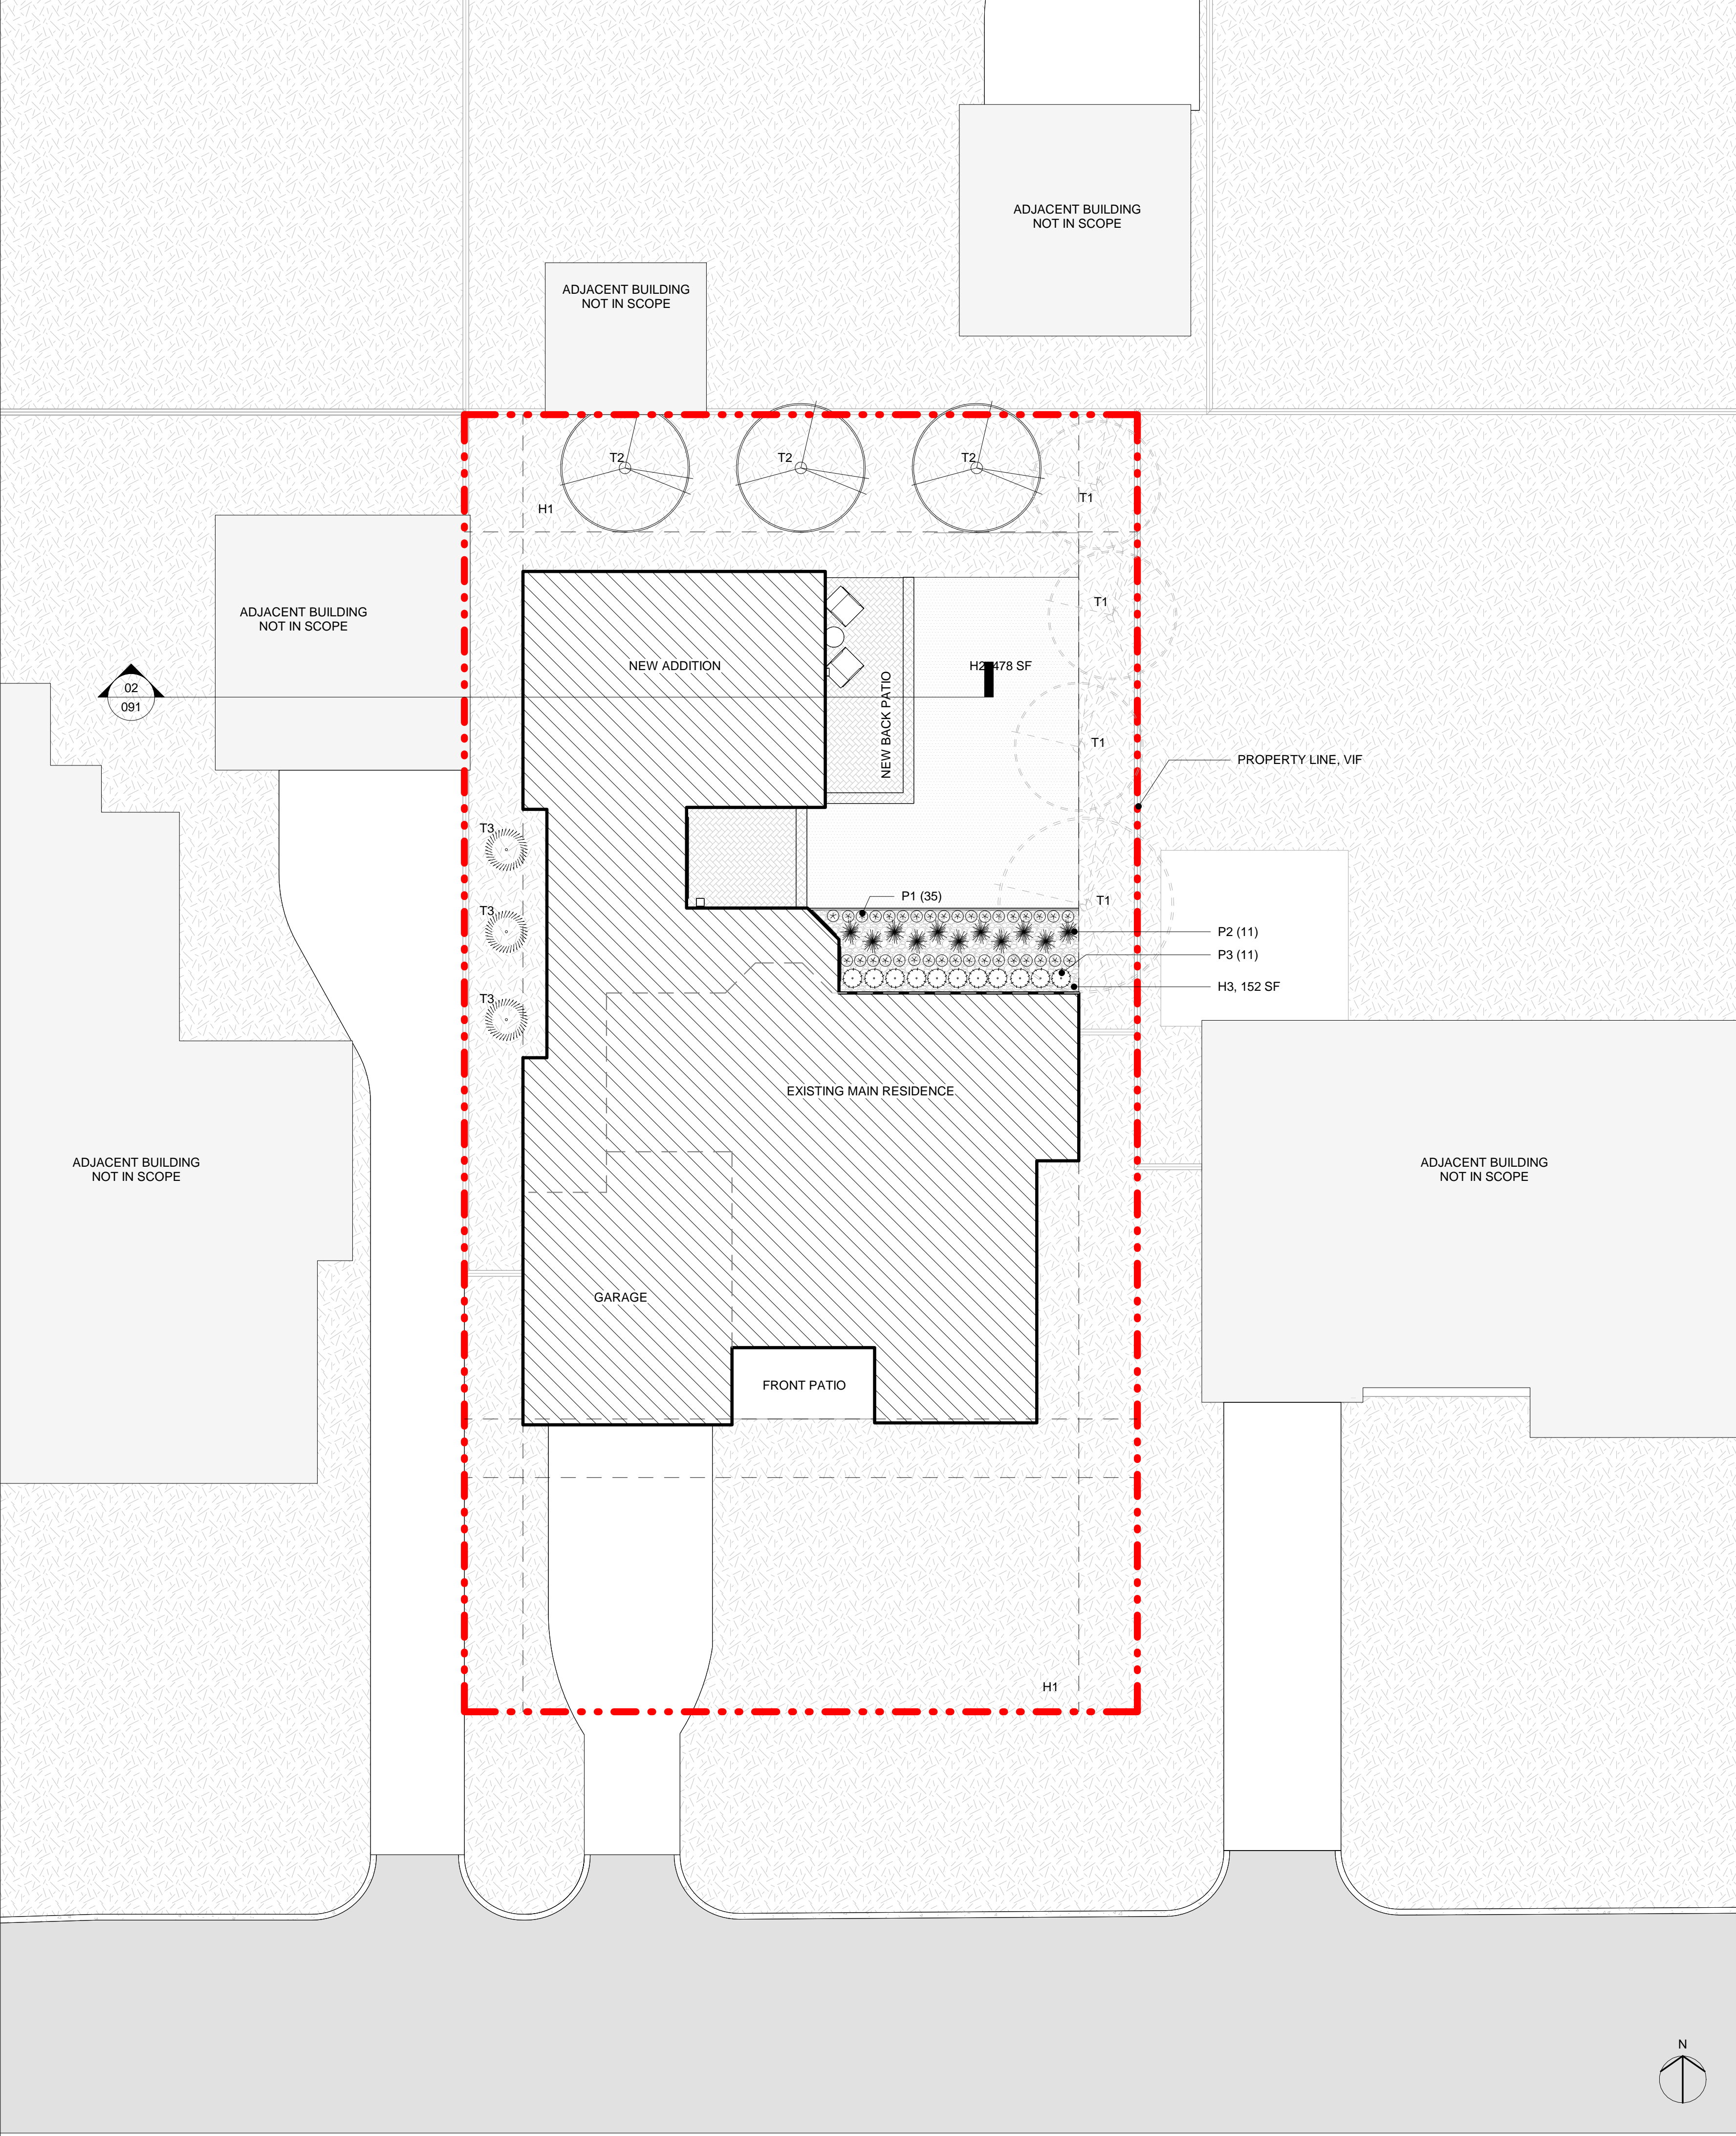 ADJACENT BUILDING
NOT IN SCOPE
ADJACENT BUILDING
NOT IN SCOPE
T2
T2
T2
T1
H1
ADJACENT BUILDING
NOT IN SCOPE
T1
NEW ADDITION
H2, 478 SF
02
091
NEW BACK PATIO
T1
PROPERTY LINE, VIF
T3
P1 (35)
T1
T3
P2 (11)
P3 (11)
H3, 152 SF
T3
EXISTING MAIN RESIDENCE
ADJACENT BUILDING
NOT IN SCOPE
ADJACENT BUILDING
NOT IN SCOPE
GARAGE
FRONT PATIO
H1
N